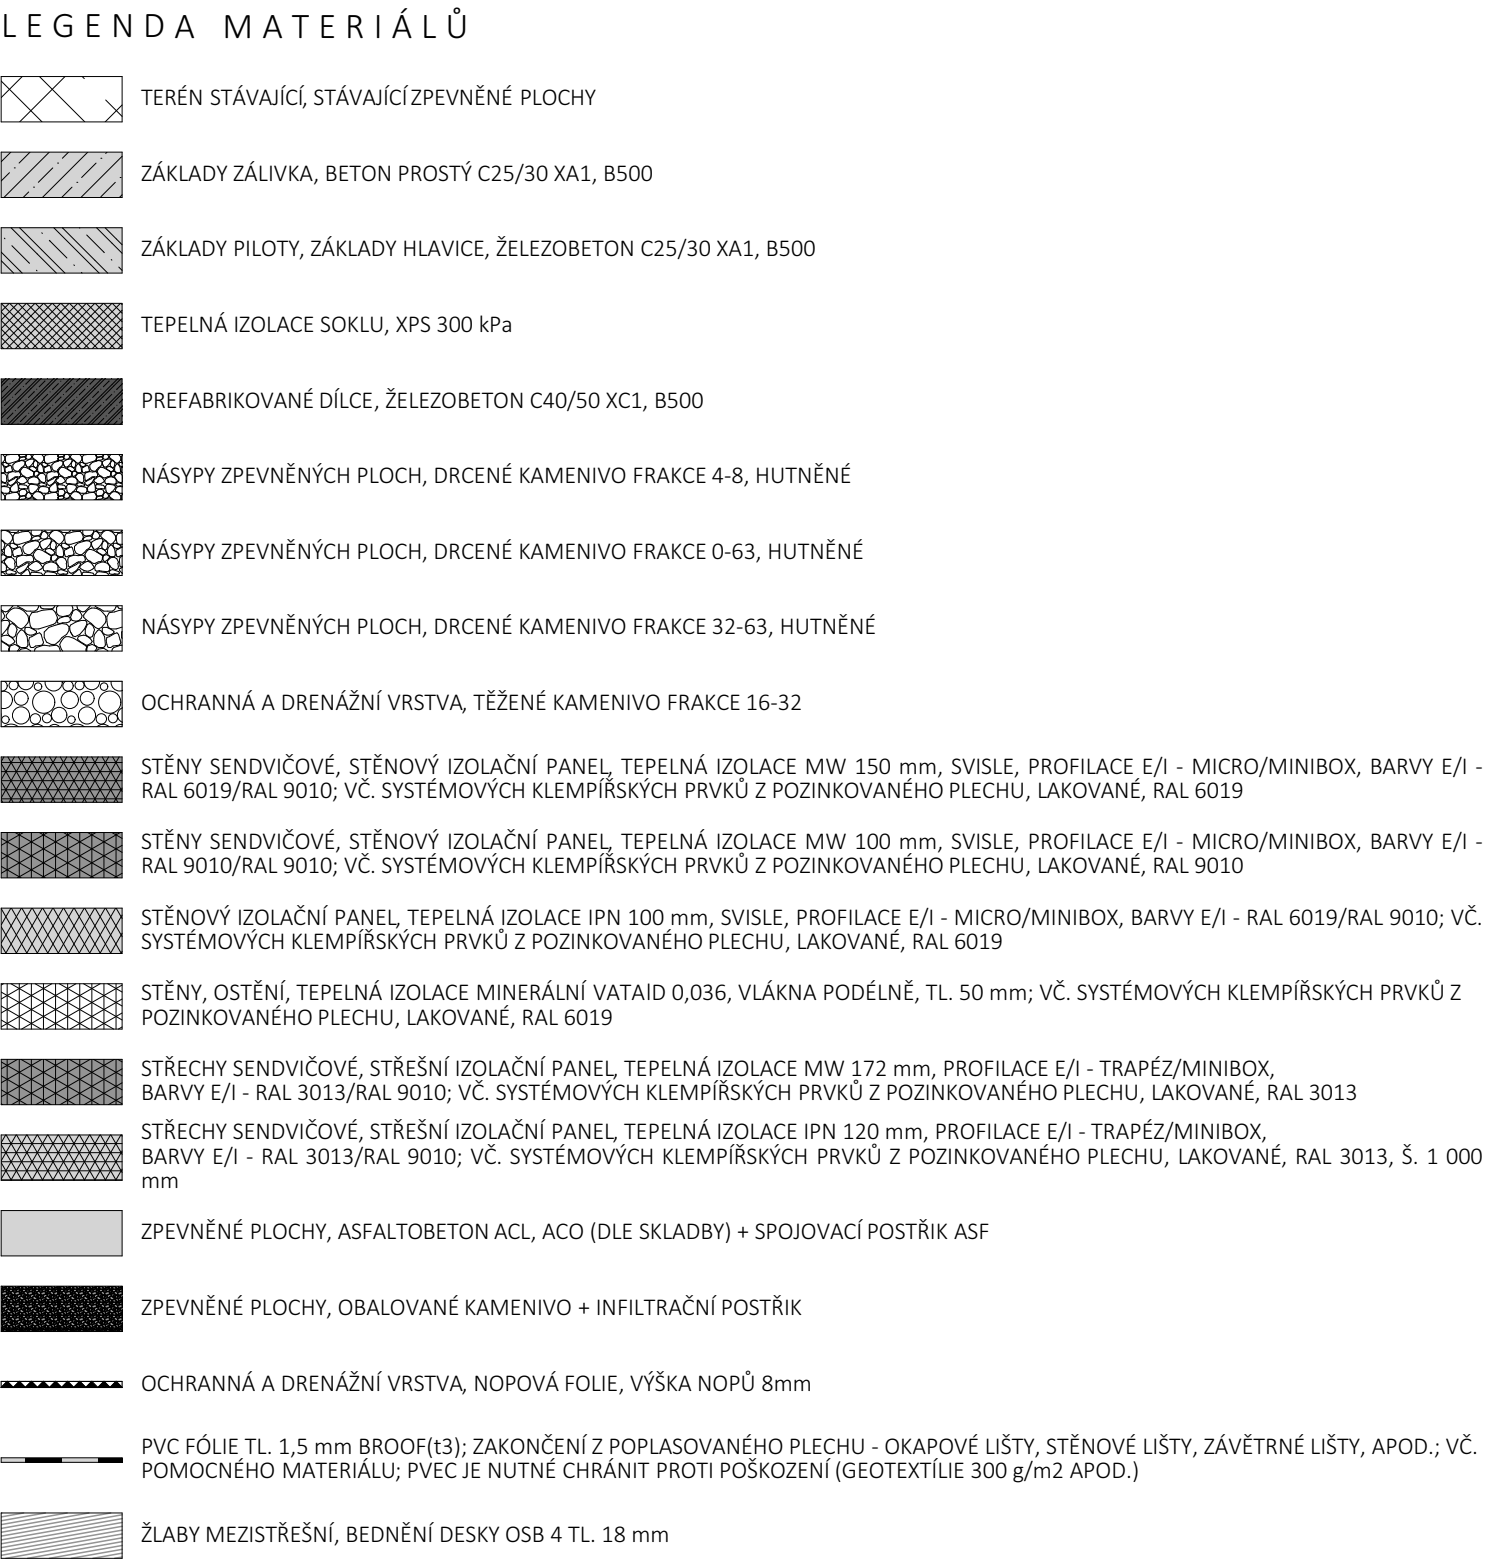 LEGENDA MATERIÁLŮ
TERÉN STÁVAJÍCÍ, STÁVAJÍCÍ ZPEVNĚNÉ PLOCHY
ZÁKLADY ZÁLIVKA, BETON PROSTÝ C25/30 XA1, B500
ZÁKLADY PILOTY, ZÁKLADY HLAVICE, ŽELEZOBETON C25/30 XA1, B500
TEPELNÁ IZOLACE SOKLU, XPS 300 kPa
PREFABRIKOVANÉ DÍLCE, ŽELEZOBETON C40/50 XC1, B500
NÁSYPY ZPEVNĚNÝCH PLOCH, DRCENÉ KAMENIVO FRAKCE 4-8, HUTNĚNÉ
NÁSYPY ZPEVNĚNÝCH PLOCH, DRCENÉ KAMENIVO FRAKCE 0-63, HUTNĚNÉ
NÁSYPY ZPEVNĚNÝCH PLOCH, DRCENÉ KAMENIVO FRAKCE 32-63, HUTNĚNÉ
OCHRANNÁ A DRENÁŽNÍ VRSTVA, TĚŽENÉ KAMENIVO FRAKCE 16-32
STĚNY SENDVIČOVÉ, STĚNOVÝ IZOLAČNÍ PANEL, TEPELNÁ IZOLACE MW 150 mm, SVISLE, PROFILACE E/I - MICRO/MINIBOX, BARVY E/I -
RAL 6019/RAL 9010; VČ. SYSTÉMOVÝCH KLEMPÍŘSKÝCH PRVKŮ Z POZINKOVANÉHO PLECHU, LAKOVANÉ, RAL 6019
STĚNY SENDVIČOVÉ, STĚNOVÝ IZOLAČNÍ PANEL, TEPELNÁ IZOLACE MW 100 mm, SVISLE, PROFILACE E/I - MICRO/MINIBOX, BARVY E/I -
RAL 9010/RAL 9010; VČ. SYSTÉMOVÝCH KLEMPÍŘSKÝCH PRVKŮ Z POZINKOVANÉHO PLECHU, LAKOVANÉ, RAL 9010
STĚNOVÝ IZOLAČNÍ PANEL, TEPELNÁ IZOLACE IPN 100 mm, SVISLE, PROFILACE E/I - MICRO/MINIBOX, BARVY E/I - RAL 6019/RAL 9010; VČ.
SYSTÉMOVÝCH KLEMPÍŘSKÝCH PRVKŮ Z POZINKOVANÉHO PLECHU, LAKOVANÉ, RAL 6019
STĚNY, OSTĚNÍ, TEPELNÁ IZOLACE MINERÁLNÍ VATAlD 0,036, VLÁKNA PODÉLNĚ, TL. 50 mm; VČ. SYSTÉMOVÝCH KLEMPÍŘSKÝCH PRVKŮ Z
POZINKOVANÉHO PLECHU, LAKOVANÉ, RAL 6019
STŘECHY SENDVIČOVÉ, STŘEŠNÍ IZOLAČNÍ PANEL, TEPELNÁ IZOLACE MW 172 mm, PROFILACE E/I - TRAPÉZ/MINIBOX,
BARVY E/I - RAL 3013/RAL 9010; VČ. SYSTÉMOVÝCH KLEMPÍŘSKÝCH PRVKŮ Z POZINKOVANÉHO PLECHU, LAKOVANÉ, RAL 3013
STŘECHY SENDVIČOVÉ, STŘEŠNÍ IZOLAČNÍ PANEL, TEPELNÁ IZOLACE IPN 120 mm, PROFILACE E/I - TRAPÉZ/MINIBOX,
BARVY E/I - RAL 3013/RAL 9010; VČ. SYSTÉMOVÝCH KLEMPÍŘSKÝCH PRVKŮ Z POZINKOVANÉHO PLECHU, LAKOVANÉ, RAL 3013, Š. 1 000
mm
ZPEVNĚNÉ PLOCHY, ASFALTOBETON ACL, ACO (DLE SKLADBY) + SPOJOVACÍ POSTŘIK ASF
ZPEVNĚNÉ PLOCHY, OBALOVANÉ KAMENIVO + INFILTRAČNÍ POSTŘIK
OCHRANNÁ A DRENÁŽNÍ VRSTVA, NOPOVÁ FOLIE, VÝŠKA NOPŮ 8mm
PVC FÓLIE TL. 1,5 mm BROOF(t3); ZAKONČENÍ Z POPLASOVANÉHO PLECHU - OKAPOVÉ LIŠTY, STĚNOVÉ LIŠTY, ZÁVĚTRNÉ LIŠTY, APOD.; VČ.
POMOCNÉHO MATERIÁLU; PVEC JE NUTNÉ CHRÁNIT PROTI POŠKOZENÍ (GEOTEXTÍLIE 300 g/m2 APOD.)
ŽLABY MEZISTŘEŠNÍ, BEDNĚNÍ DESKY OSB 4 TL. 18 mm